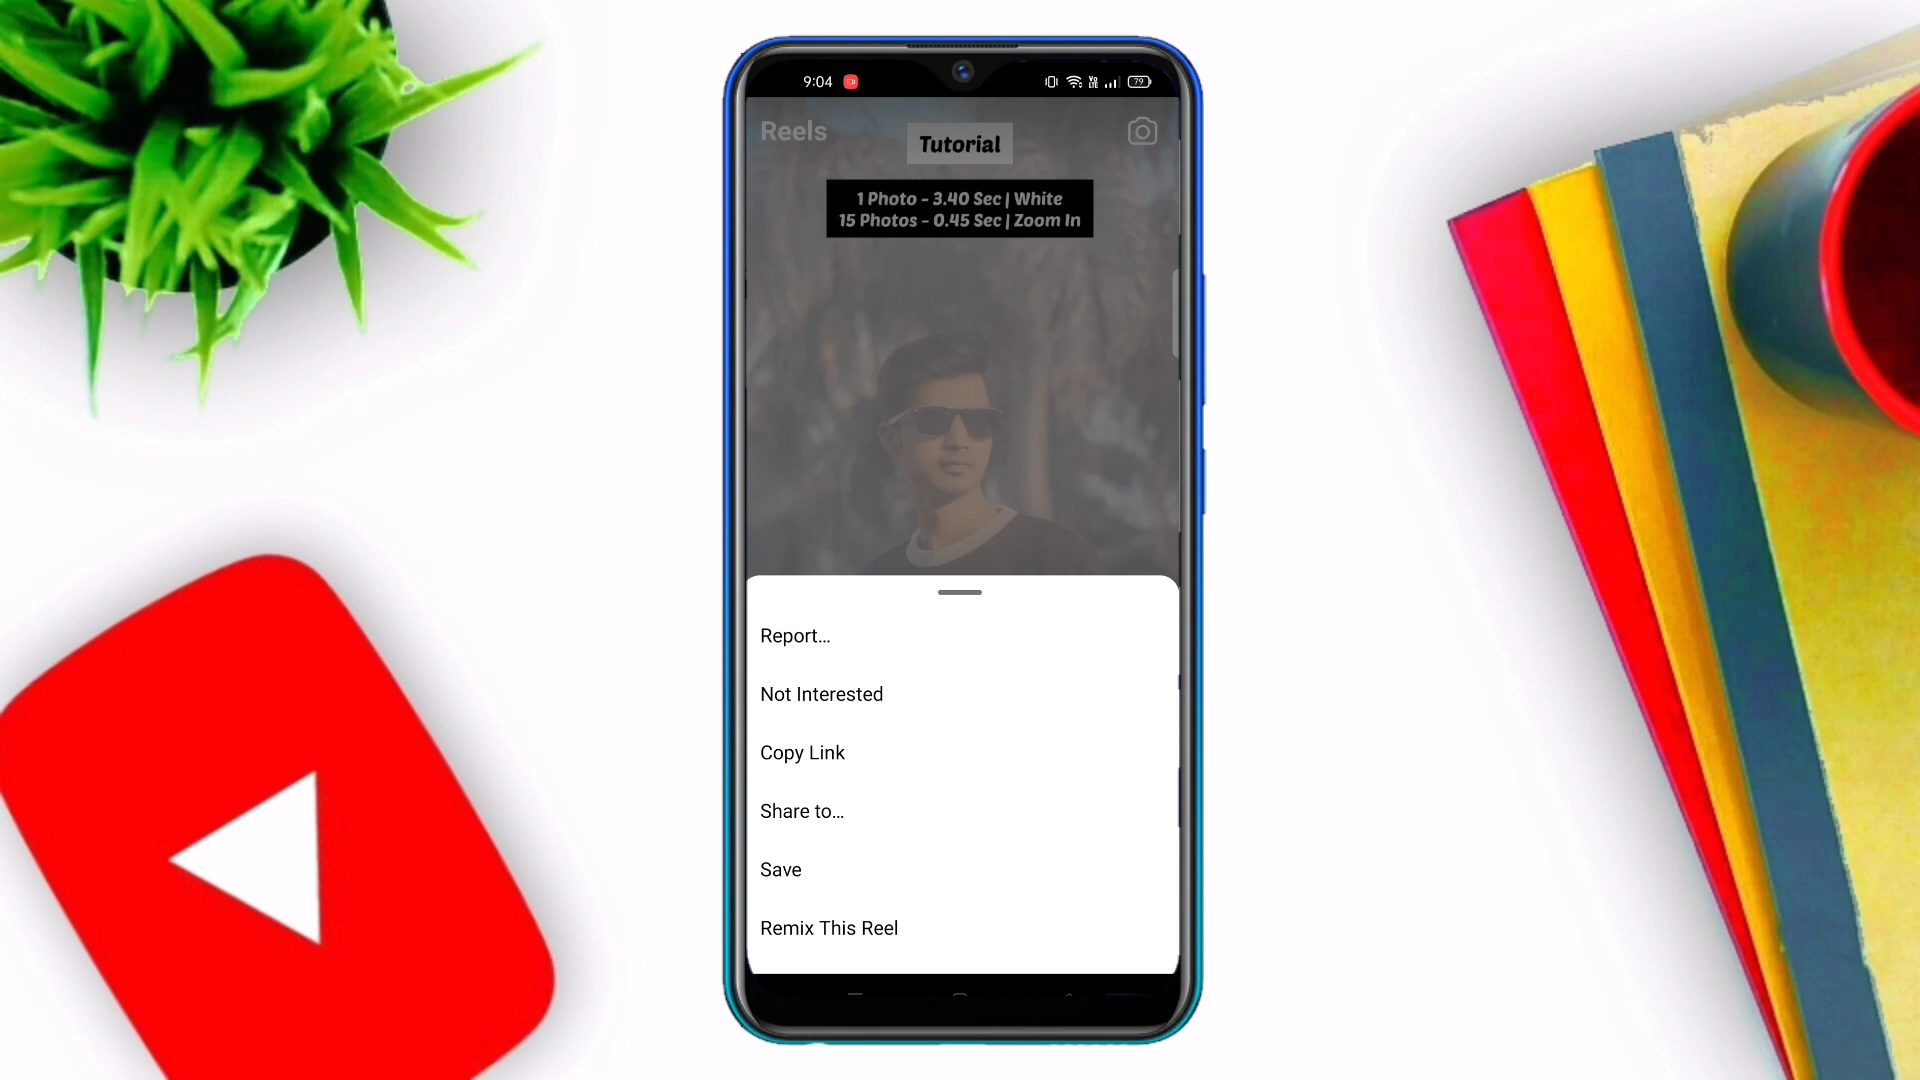 9:04
79
Reels
Tutorial
1 Photo - 3.40 Sec | White
15 Photos - 0.45 Sec | Zoom In
Report...
Not Interested
Copy Link
Share to...
Save
Remix This Reel